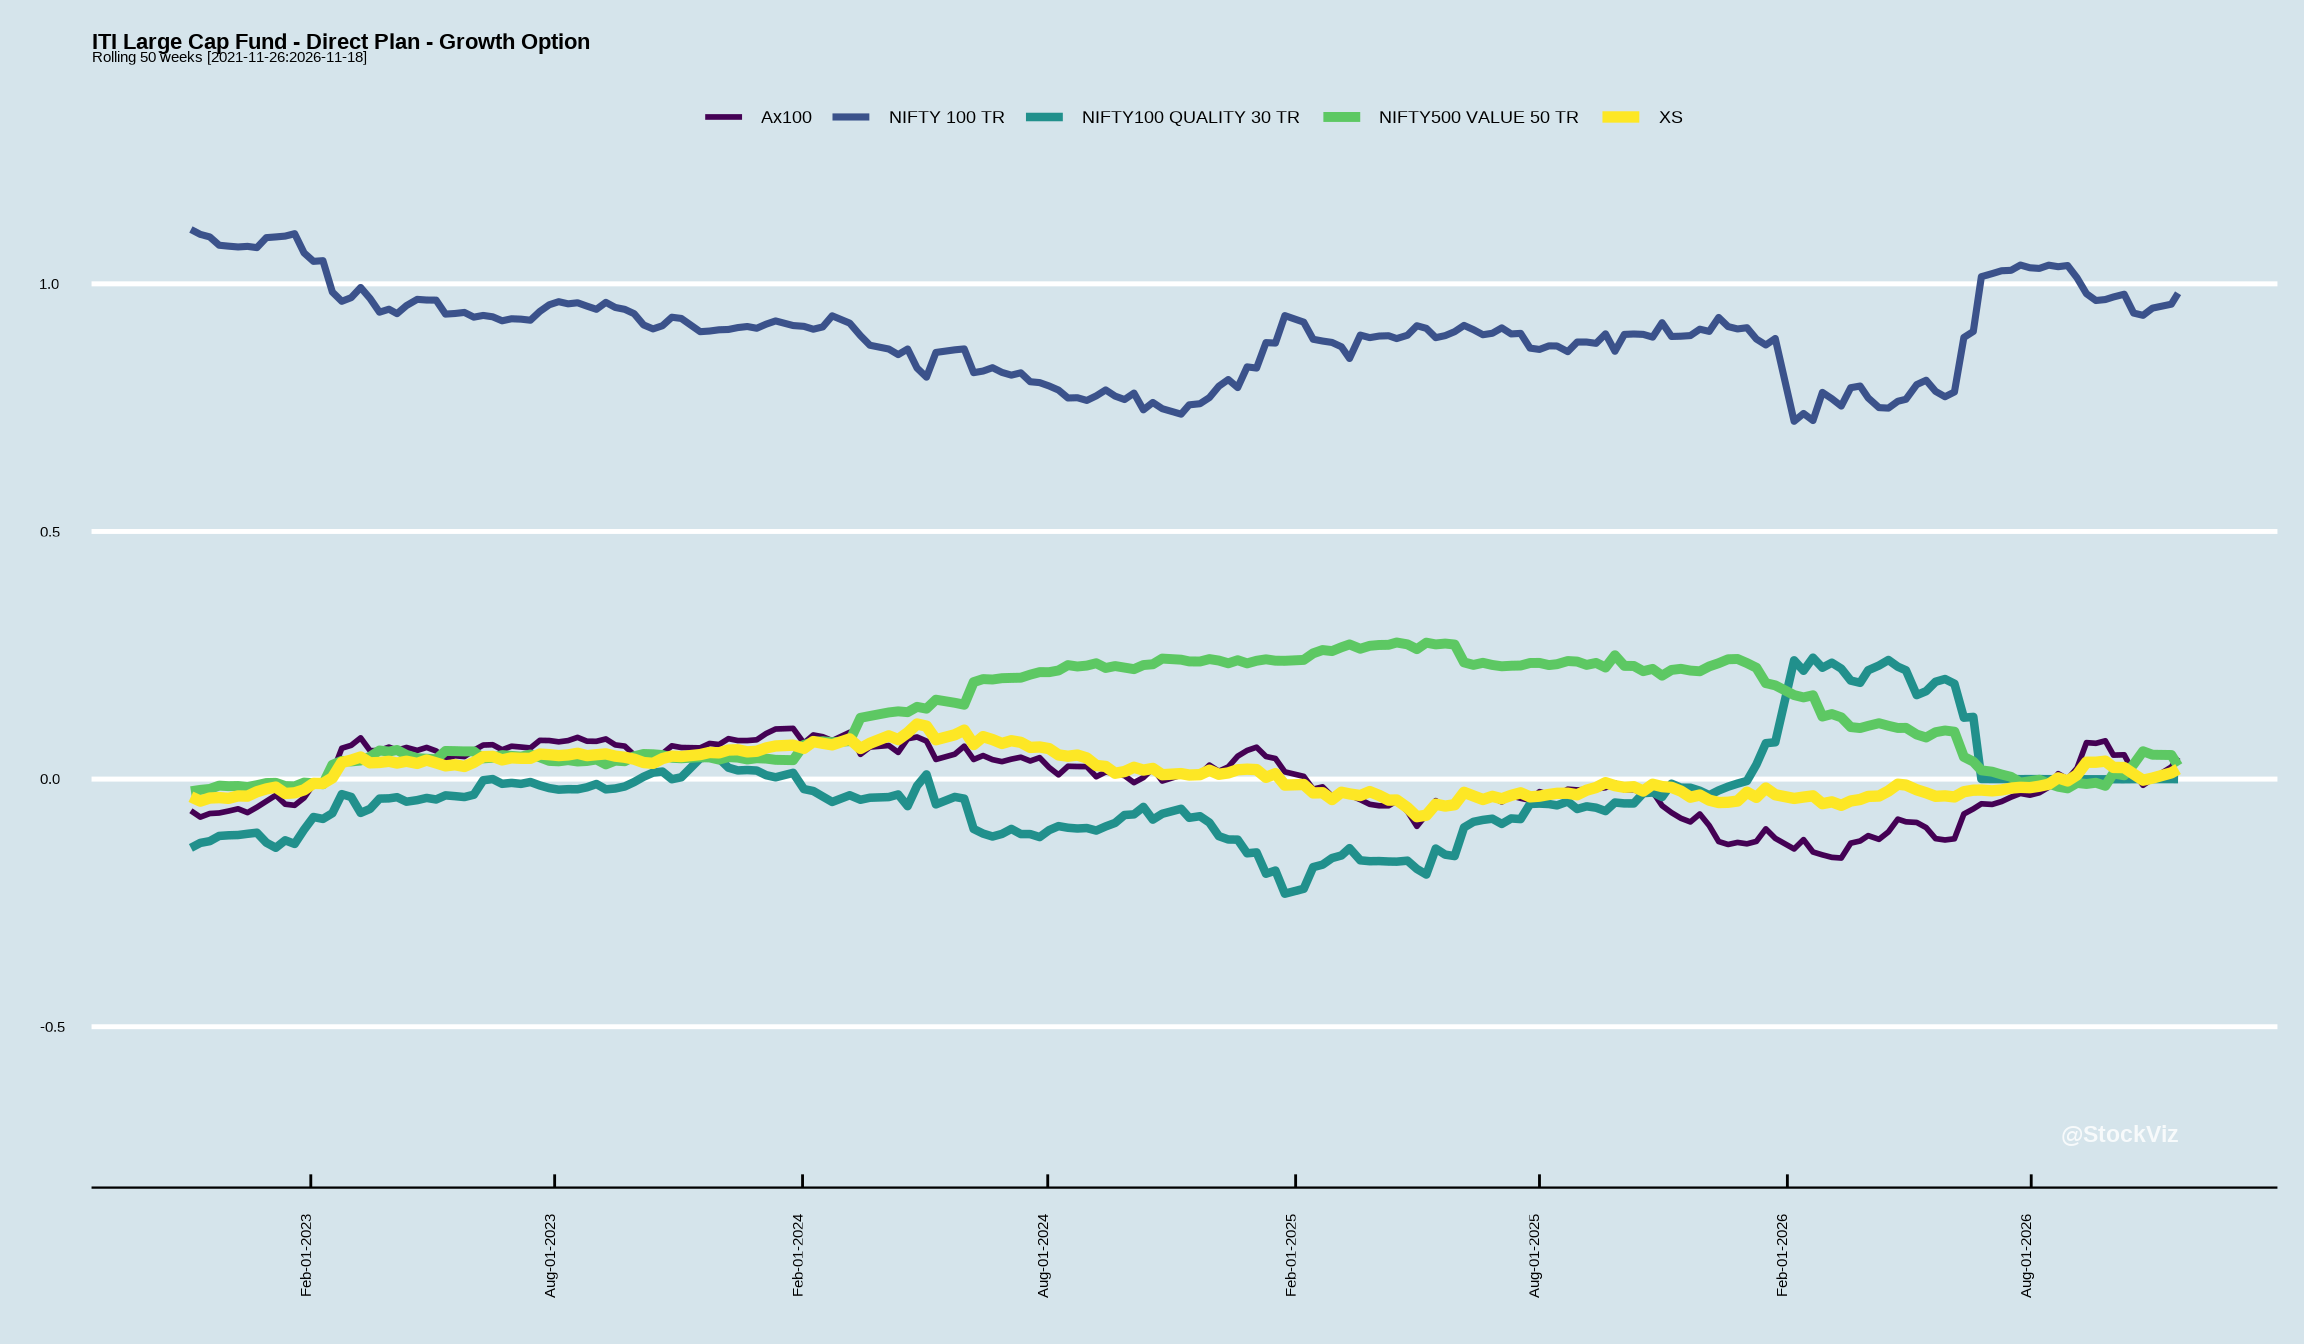 ITI Large Cap Fund - Direct Plan - Growth Option
Rolling 50 weeks [2021-11-26:2026-11-18]
Ax100 NIFTY 100 TR NIFTY100 QUALITY 30 TR NIFTY500 VALUE 50 TR XS
1.0
0.5
0.0
-0.5
@StockViz
Feb-01-2023 Aug-01-2023 Feb-01-2024 Aug-01-2024 Feb-01-2025 Aug-01-2025 Feb-01-2026 Aug-01-2026